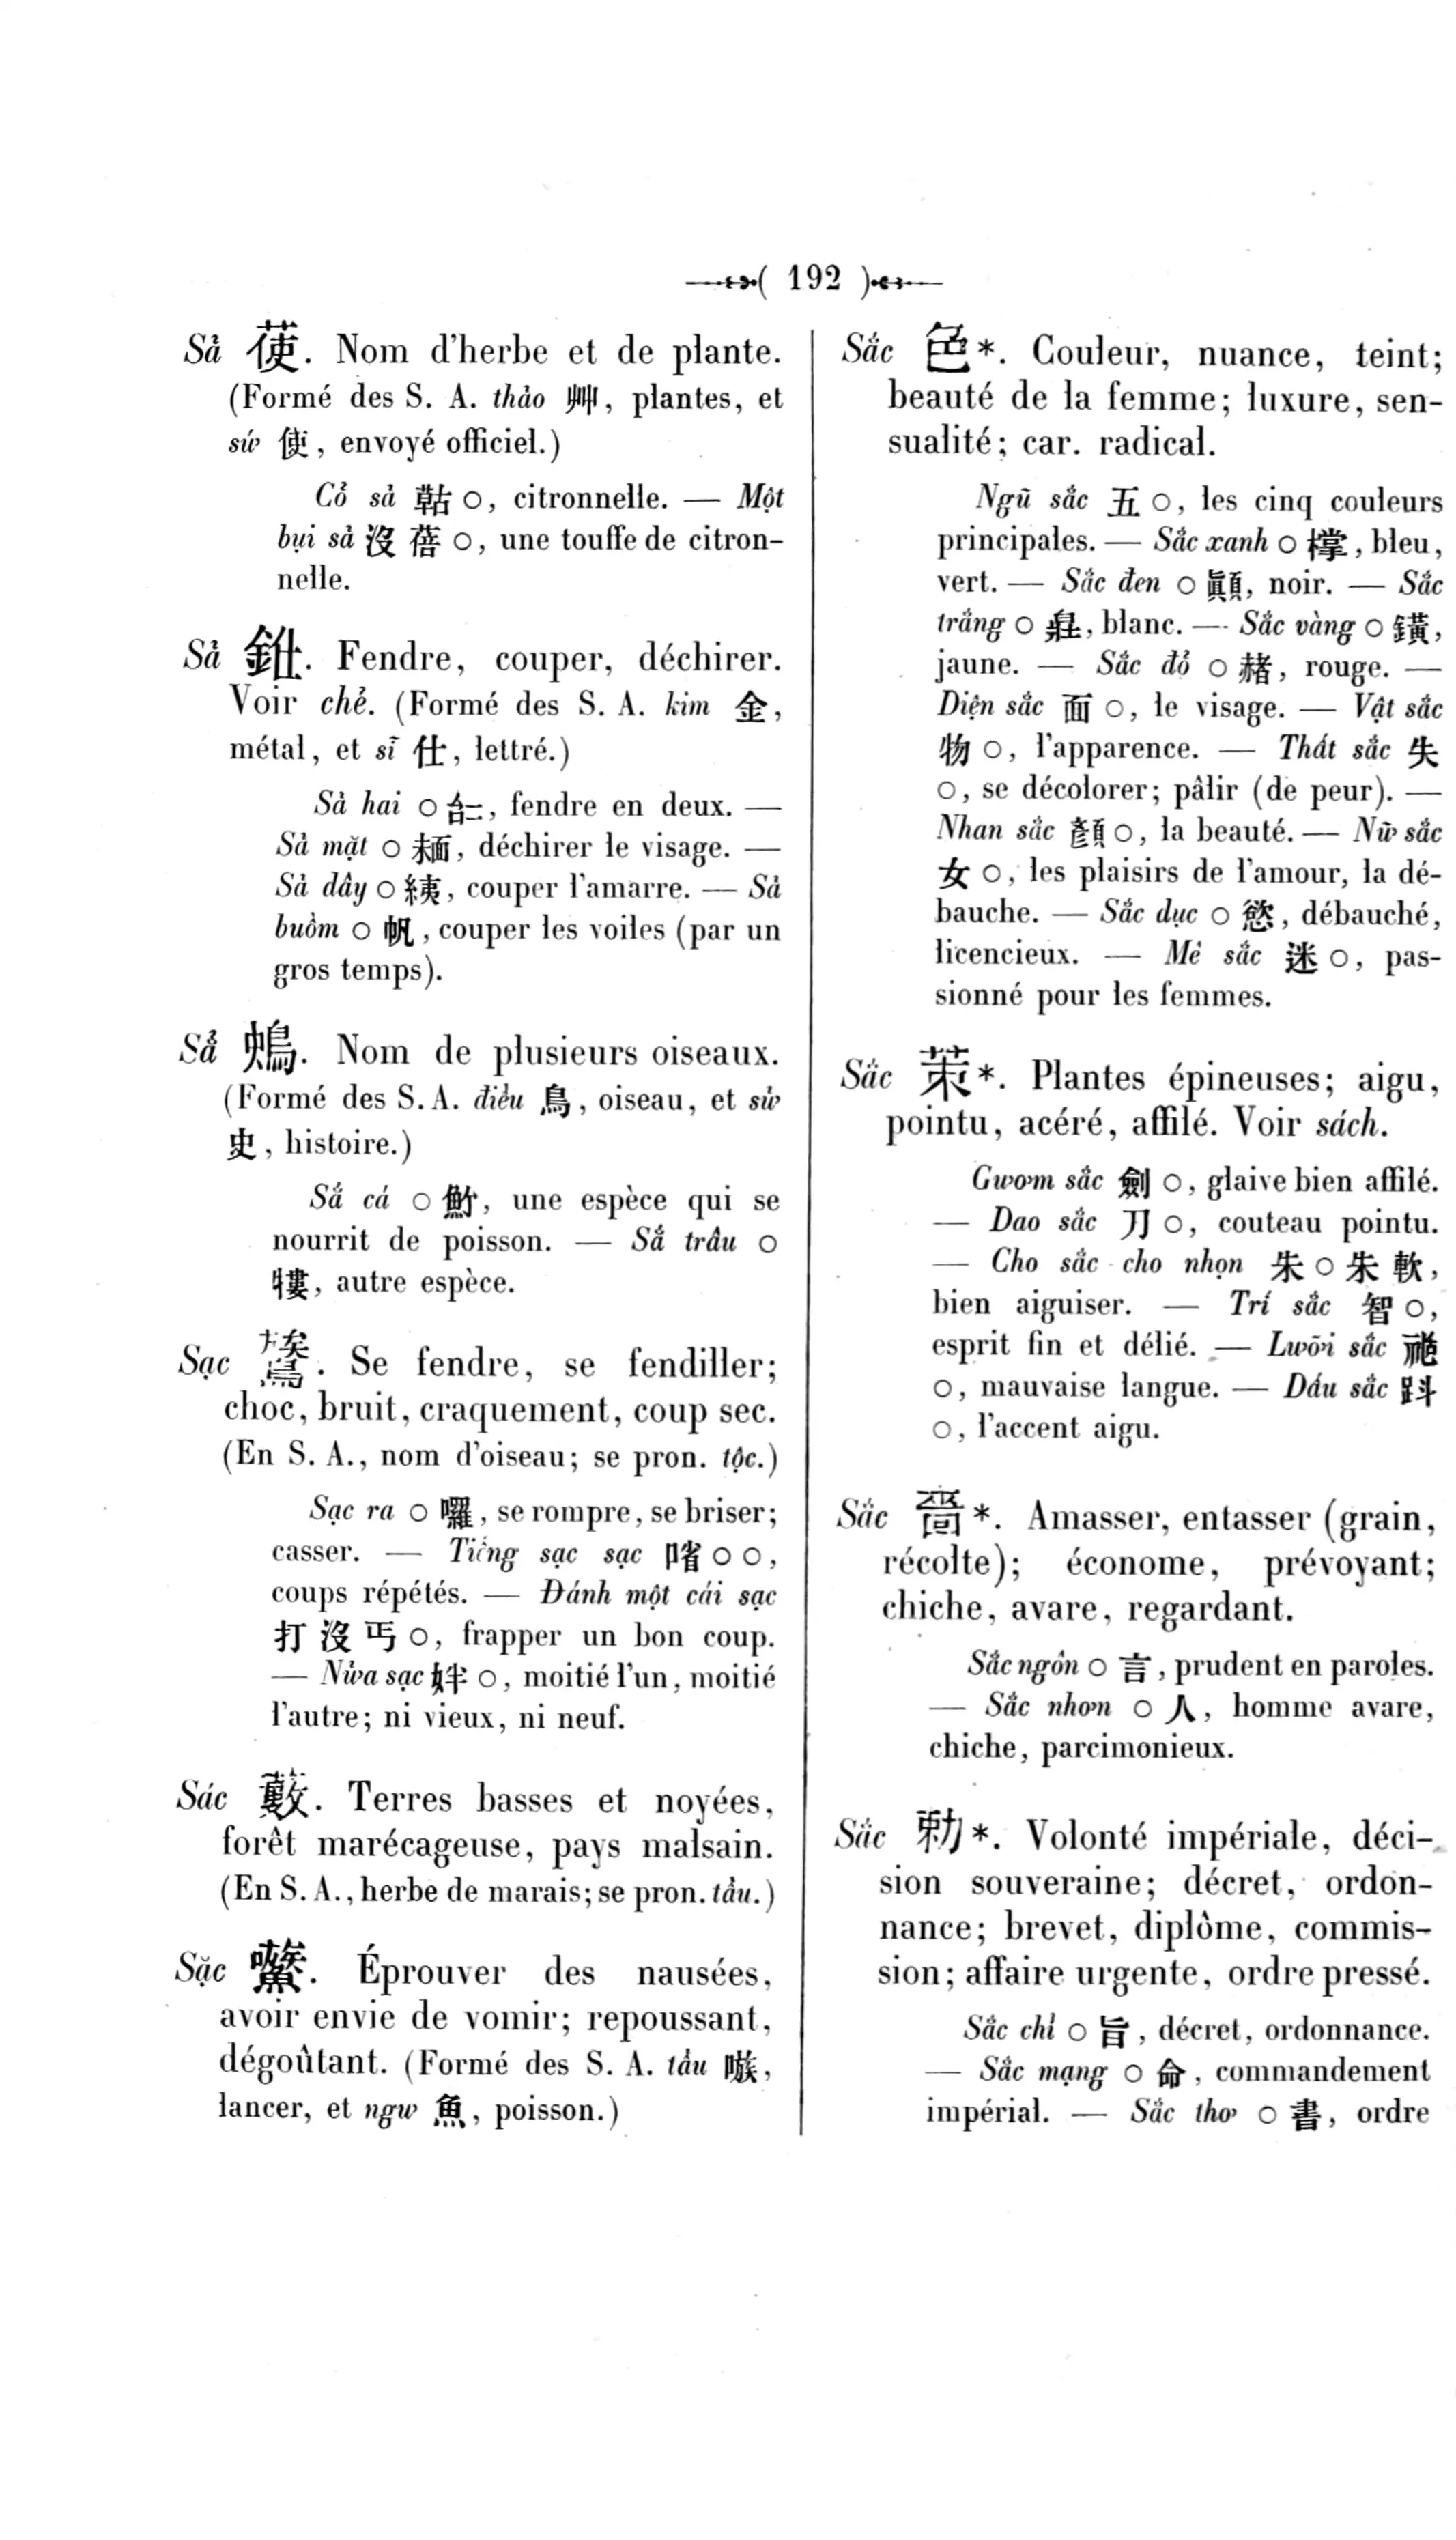 ( 192 )
Sả 𦳃. Nom d'herbe et de plante.
(Formé des S. A. thảo 艸, plantes, et
sứ 使, envoyé officiel.)
Cỏ sả ○, citronnelle. — Một
bụi sả 沒 蓓 ○, une touffe de citron-
nelle.
Sả. Fendre, couper, déchirer.
Voir chẻ. (Formé des S. A. kim 金,
métal, et sĩ 仕, lettré.)
Sả hai ○, fendre en deux. —
Sả mặt ○, déchirer le visage. —
Sả dây ○, couper l'amarre. — Sả
buồm ○ 帆, couper les voiles (par un
gros temps).
Sẩ. Nom de plusieurs oiseaux.
(Formé des S. A. điểu 鳥, oiseau, et sử
史, histoire.)
Sẩ cá ○, une espèce qui se
nourrit de poisson. — Sẩ trâu ○
, autre espèce.
Sạc. Se fendre, se fendiller;
choc, bruit, craquement, coup sec.
(En S. A., nom d'oiseau; se pron. tộc.)
Sạc ra ○ 囉, se rompre, se briser;
casser. — Tiếng sạc sạc 㗂 ○ ○,
coups répétés. — Đánh một cái sạc
打 沒 丐 ○, frapper un bon coup.
— Nửa sạc 姅 ○, moitié l'un, moitié
l'autre; ni vieux, ni neuf.
Sác 藪. Terres basses et noyées,
forêt marécageuse, pays malsain.
(En S. A., herbe de marais; se pron. tẩu.)
Sặc. Éprouver des nausées,
avoir envie de vomir; repoussant,
dégoûtant. (Formé des S. A. tẩu 嗾,
lancer, et ngư 魚, poisson.)
Sắc 色 *. Couleur, nuance, teint;
beauté de la femme; luxure, sen-
sualité; car. radical.
Ngũ sắc 五 ○, les cinq couleurs
principales. — Sắc xanh ○ 撑, bleu,
vert. — Sắc đen ○, noir. — Sắc
trắng ○, blanc. — Sắc vàng ○ 鐄,
jaune. — Sắc đỏ ○ 赭, rouge. —
Diện sắc 面 ○, le visage. — Vật sắc
物 ○, l'apparence. — Thất sắc 失
○, se décolorer; pâlir (de peur). —
Nhan sắc 顏 ○, la beauté. — Nữ sắc
女 ○, les plaisirs de l'amour, la dé-
bauche. — Sắc dục ○ 慾, débauché,
licencieux. — Mê sắc 迷 ○, pas-
sionné pour les femmes.
Sắc 茦 *. Plantes épineuses; aigu,
pointu, acéré, affilé. Voir sách.
Gươm sắc 劍 ○, glaive bien affilé.
— Dao sắc 刀 ○, couteau pointu.
— Cho sắc cho nhọn 朱 ○ 朱 軟,
bien aiguiser. — Trí sắc 智 ○,
esprit fin et délié. — Lưỡi sắc
○, mauvaise langue. — Dấu sắc
○, l'accent aigu.
Sắc 嗇 *. Amasser, entasser (grain,
récolte); économe, prévoyant;
chiche, avare, regardant.
Sắc ngôn ○ 言, prudent en paroles.
— Sắc nhơn ○ 人, homme avare,
chiche, parcimonieux.
Sắc 勅 *. Volonté impériale, déci-
sion souveraine; décret, ordon-
nance; brevet, diplôme, commis-
sion; affaire urgente, ordre pressé.
Sắc chỉ ○ 旨, décret, ordonnance.
— Sắc mạng ○ 命, commandement
impérial. — Sắc thơ ○ 書, ordre